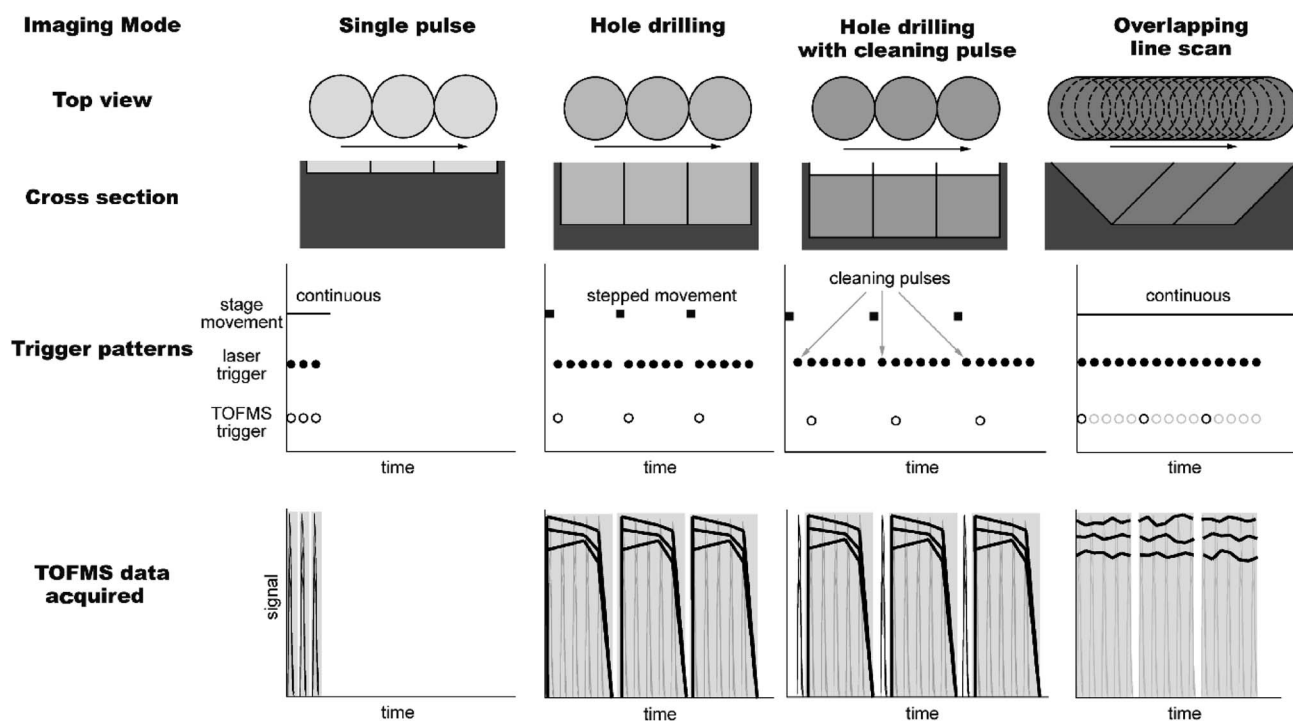 Imaging Mode
Single pulse
Hole drilling
Hole drilling
with cleaning pulse
Overlapping
line scan
Top view
Cross section
Trigger patterns
stage
movement
laser
trigger
TOFMS
trigger
continuous
time
stepped movement
time
cleaning pulses
time
continuous
time
TOFMS data
acquired
signal
time
time
time
time